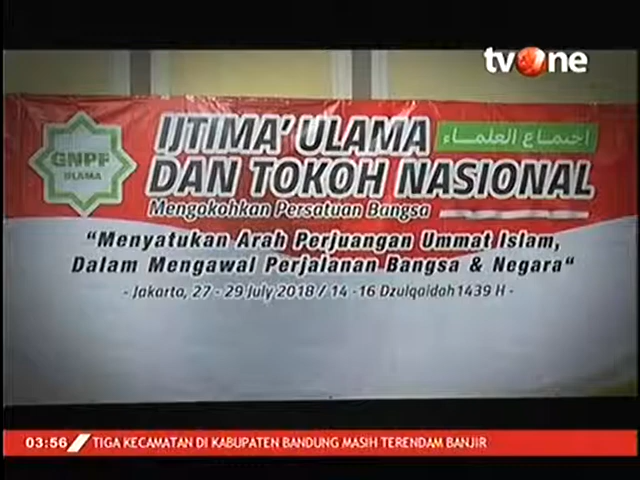 tvOne
IJTIMA' ULAMA
اجتماع العلماء
GNPF
ULAMA
DAN TOKOH NASIONAL
Mengokohkan Persatuan Bangsa
"Menyatukan Arah Perjuangan Ummat Islam,
Dalam Mengawal Perjalanan Bangsa & Negara"
- Jakarta, 27 - 29 July 2018 / 14 - 16 Dzulqaidah 1439 H -
03:56 TIGA KECAMATAN DI KABUPATEN BANDUNG MASIH TERENDAM BANJIR